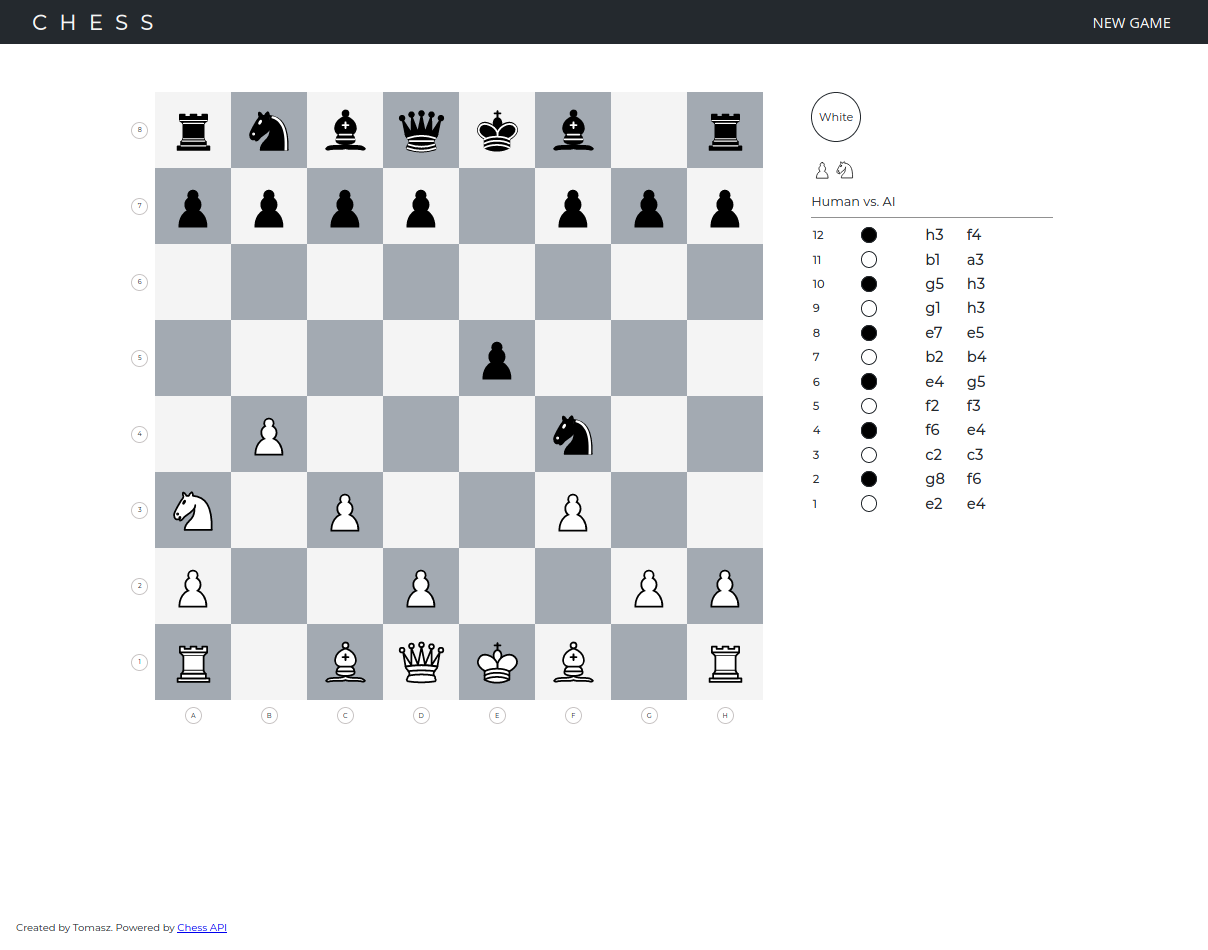 CHESS
NEW GAME
8
7
6
5
4
3
2
1
A B C D E F G H
White
Human vs. AI
12 h3 f4
11 b1 a3
10 g5 h3
9 g1 h3
8 e7 e5
7 b2 b4
6 e4 g5
5 f2 f3
4 f6 e4
3 c2 c3
2 g8 f6
1 e2 e4
Created by Tomasz. Powered by Chess API